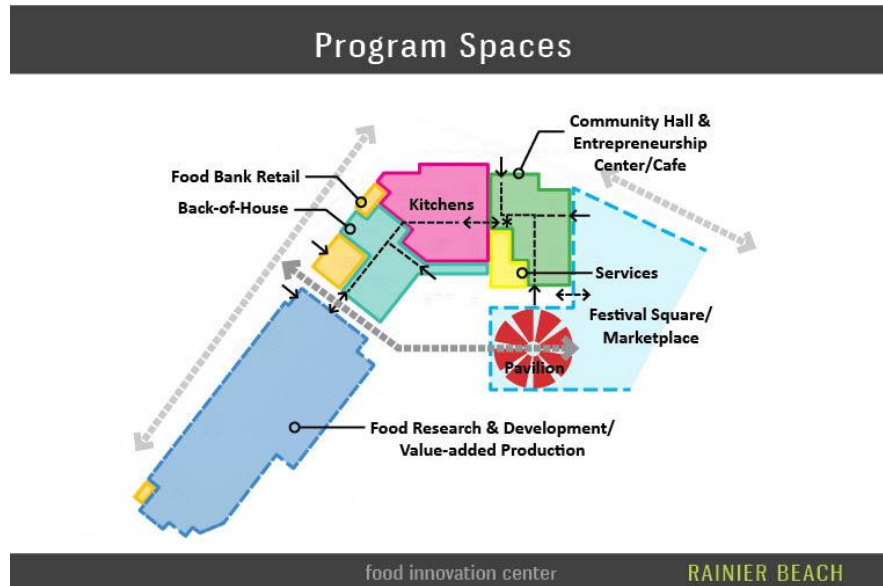 Program Spaces
Community Hall &
Entrepreneurship
Center/Cafe
Food Bank Retail
Back-of-House
Kitchens
Services
Festival Square/
Marketplace
Pavilion
Food Research & Development/
Value-added Production
food innovation center
RAINIER BEACH